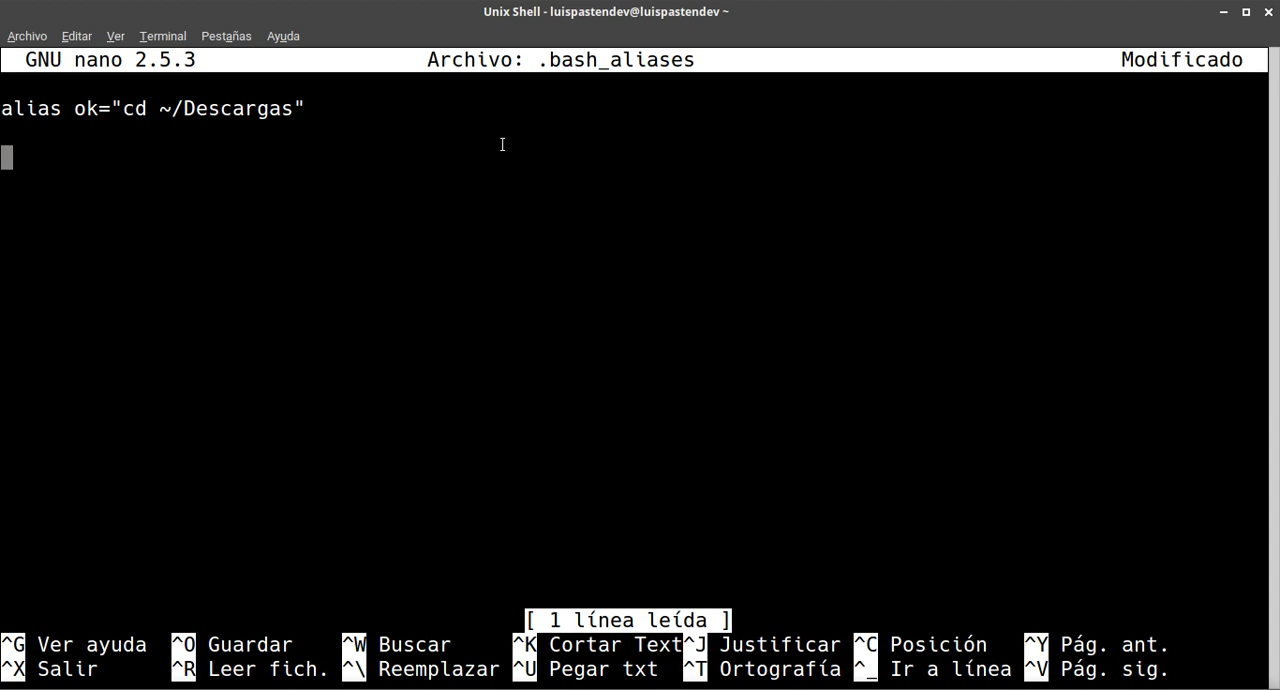 Unix Shell - luispastendev@luispastendev ~
Archivo Editar Ver Terminal Pestañas Ayuda
GNU nano 2.5.3 Archivo: .bash_aliases Modificado
alias ok="cd ~/Descargas"
[ 1 línea leída ]
^G Ver ayuda ^O Guardar ^W Buscar ^K Cortar Text^J Justificar ^C Posición ^Y Pág. ant.
^X Salir ^R Leer fich. ^\ Reemplazar ^U Pegar txt ^T Ortografía ^_ Ir a línea ^V Pág. sig.